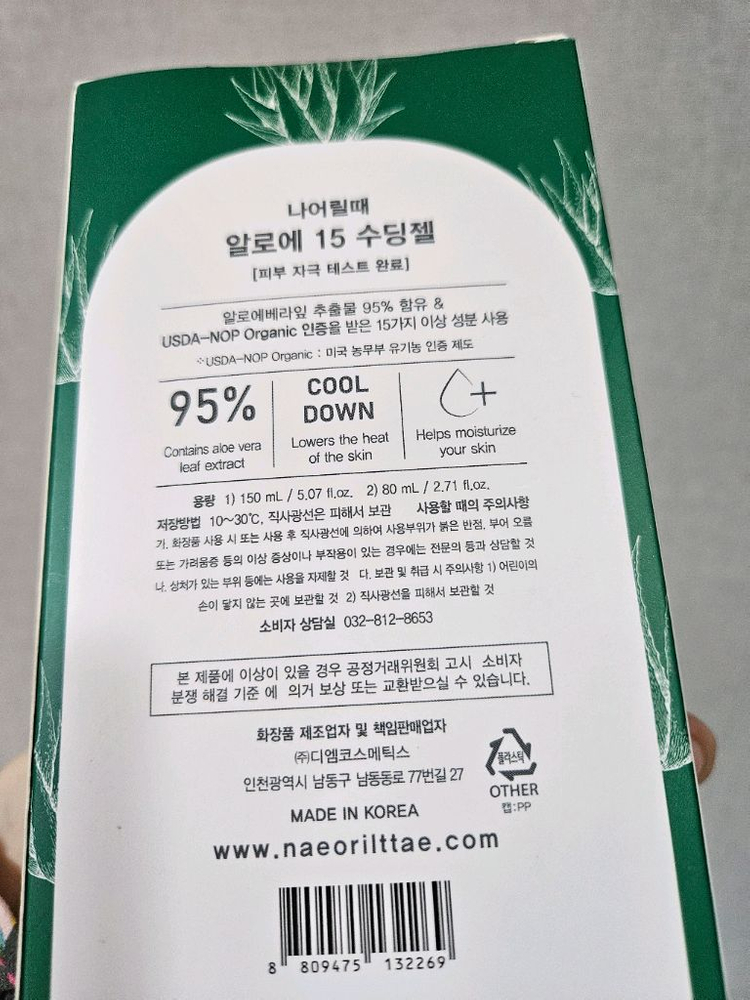 나어릴때
알로에 15 수딩젤
[피부 자극 테스트 완료]
알로에베라잎 추출물 95% 함유 &
USDA-NOP Organic 인증을 받은 15가지 이상 성분 사용
※USDA-NOP Organic : 미국 농무부 유기농 인증 제도
95%
Contains aloe vera
leaf extract
COOL
DOWN
Lowers the heat
of the skin
Helps moisturize
your skin
용량 1) 150 mL / 5.07 fl.oz. 2) 80 mL / 2.71 fl.oz.
저장방법 10~30℃, 직사광선은 피해서 보관 사용할 때의 주의사항
가. 화장품 사용 시 또는 사용 후 직사광선에 의하여 사용부위가 붉은 반점, 부어 오름
또는 가려움증 등의 이상 증상이나 부작용이 있는 경우에는 전문의 등과 상담할 것
나. 상처가 있는 부위 등에는 사용을 자제할 것 다. 보관 및 취급 시 주의사항 1) 어린이의
손이 닿지 않는 곳에 보관할 것 2) 직사광선을 피해서 보관할 것
소비자 상담실 032-812-8653
본 제품에 이상이 있을 경우 공정거래위원회 고시 소비자
분쟁 해결 기준 에 의거 보상 또는 교환받으실 수 있습니다.
화장품 제조업자 및 책임판매업자
(주)디엠코스메틱스
인천광역시 남동구 남동동로 77번길 27
플라스틱
OTHER
캡:PP
MADE IN KOREA
www.naeorilttae.com
8 809475 132269